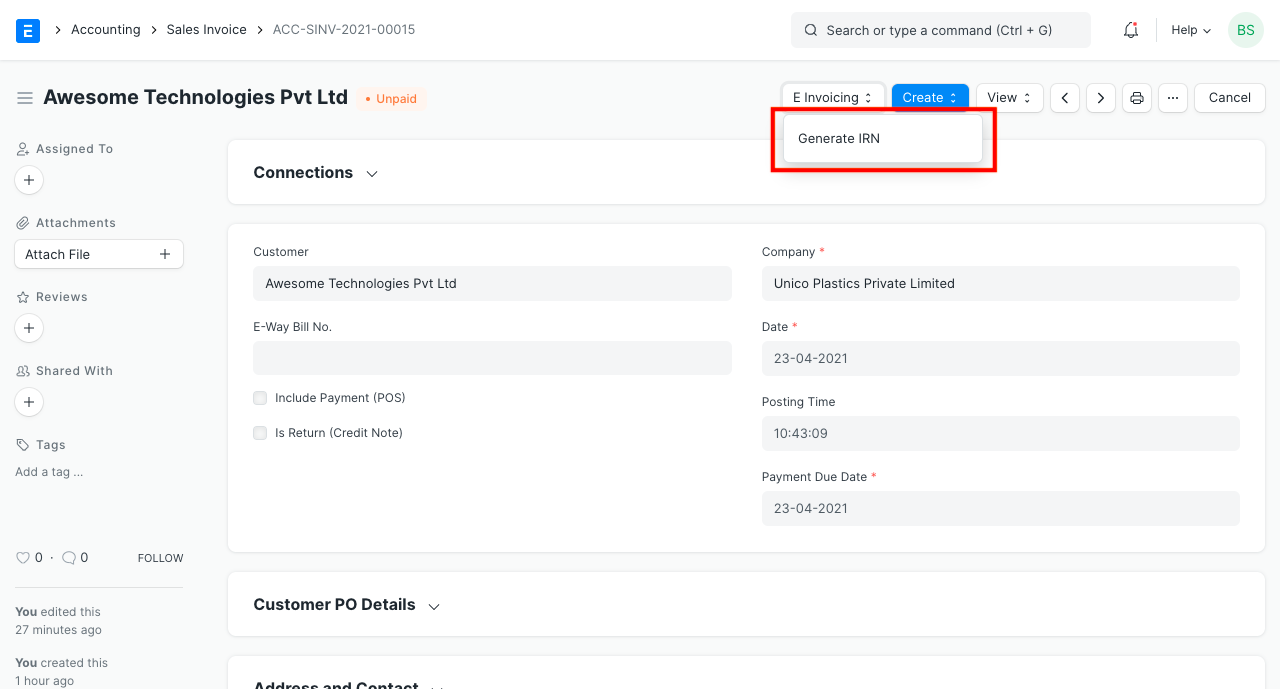 E
Accounting
Sales Invoice
ACC-SINV-2021-00015
Search or type a command (Ctrl + G)
Help
BS
Awesome Technologies Pvt Ltd
Unpaid
E Invoicing
Create
View
...
Cancel
Generate IRN
Assigned To
Attachments
Attach File
Reviews
Shared With
Tags
Add a tag ...
0 · 0
FOLLOW
You edited this
27 minutes ago
You created this
1 hour ago
Connections
Customer
Awesome Technologies Pvt Ltd
E-Way Bill No.
Include Payment (POS)
Is Return (Credit Note)
Company *
Unico Plastics Private Limited
Date *
23-04-2021
Posting Time
10:43:09
Payment Due Date *
23-04-2021
Customer PO Details
Address and Contact